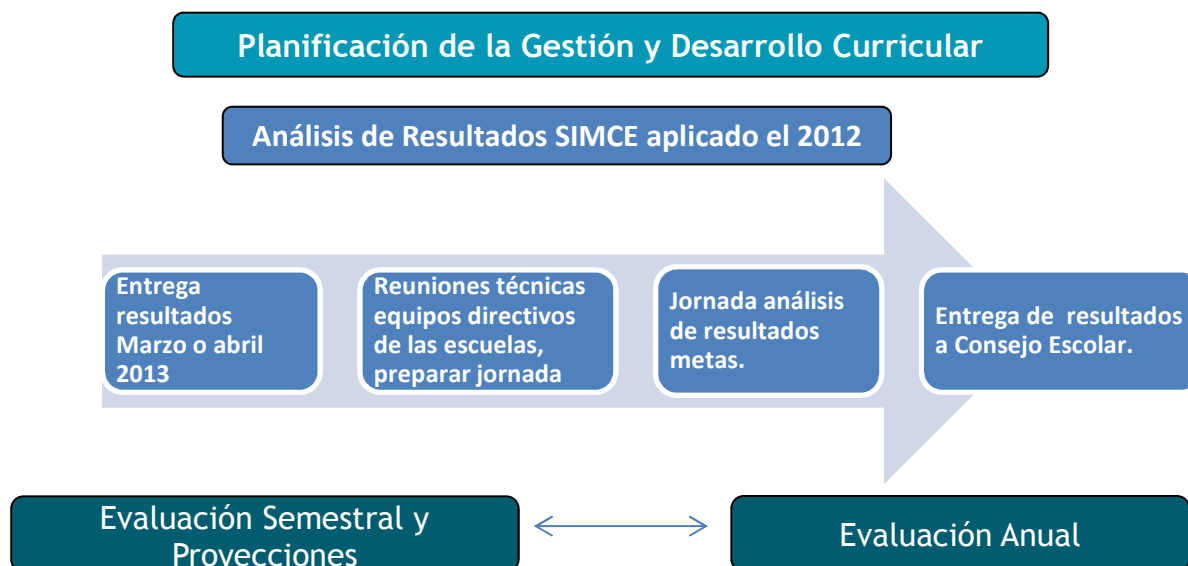 Planificación de la Gestión y Desarrollo Curricular
Análisis de Resultados SIMCE aplicado el 2012
Entrega
resultados
Marzo o abril
2013
Reuniones técnicas
equipos directivos
de las escuelas,
preparar jornada
Jornada análisis
de resultados
metas.
Entrega de resultados
a Consejo Escolar.
Evaluación Semestral y
Proyecciones
Evaluación Anual